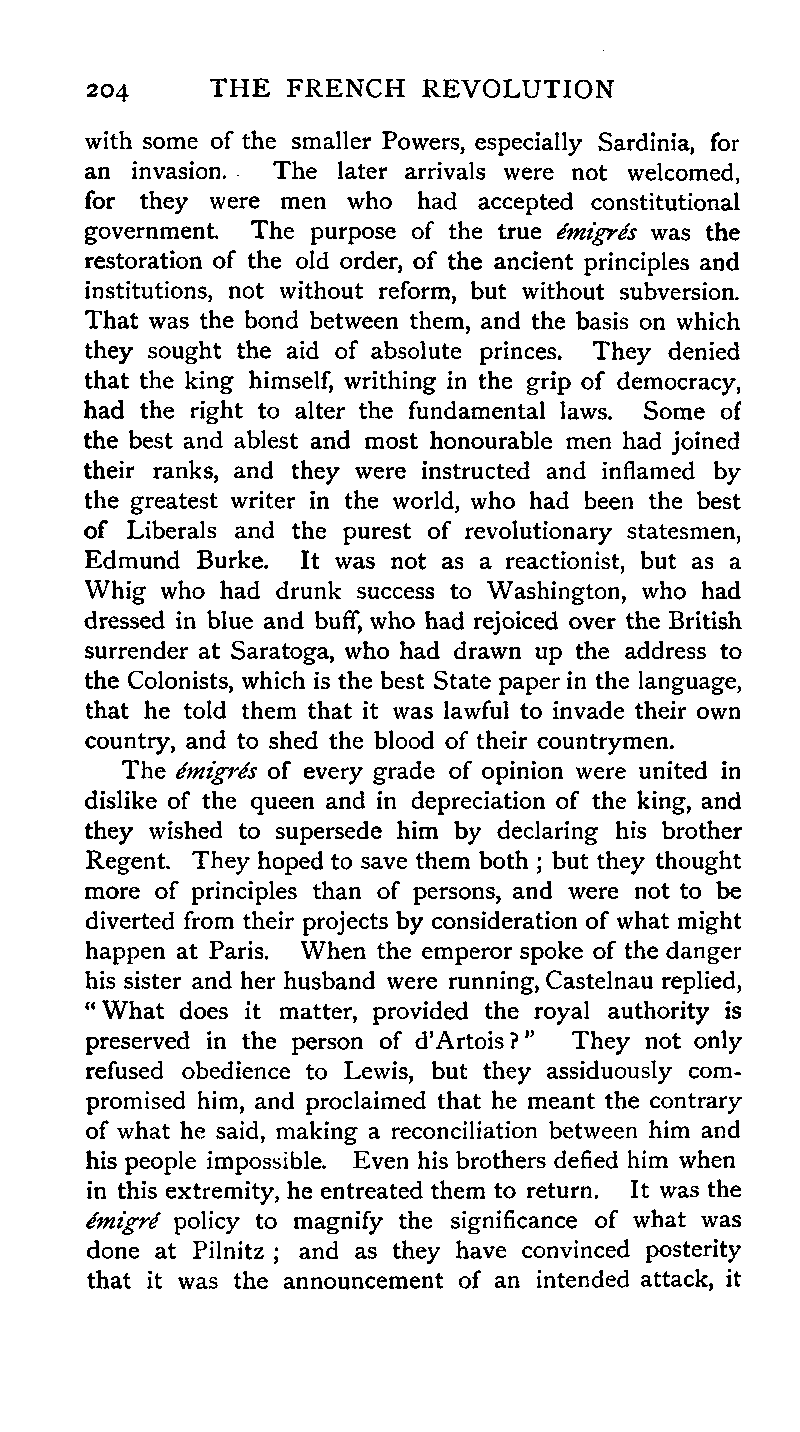 204 THE FRENCH REVOLUTION
with some of the smaller Powers, especially Sardinia, for
an invasion. The later arrivals were not welcomed,
for they were men who had accepted constitutional
government. The purpose of the true émigrés was the
restoration of the old order, of the ancient principles and
institutions, not without reform, but without subversion.
That was the bond between them, and the basis on which
they sought the aid of absolute princes. They denied
that the king himself, writhing in the grip of democracy,
had the right to alter the fundamental laws. Some of
the best and ablest and most honourable men had joined
their ranks, and they were instructed and inflamed by
the greatest writer in the world, who had been the best
of Liberals and the purest of revolutionary statesmen,
Edmund Burke. It was not as a reactionist, but as a
Whig who had drunk success to Washington, who had
dressed in blue and buff, who had rejoiced over the British
surrender at Saratoga, who had drawn up the address to
the Colonists, which is the best State paper in the language,
that he told them that it was lawful to invade their own
country, and to shed the blood of their countrymen.
The émigrés of every grade of opinion were united in
dislike of the queen and in depreciation of the king, and
they wished to supersede him by declaring his brother
Regent. They hoped to save them both ; but they thought
more of principles than of persons, and were not to be
diverted from their projects by consideration of what might
happen at Paris. When the emperor spoke of the danger
his sister and her husband were running, Castelnau replied,
“What does it matter, provided the royal authority is
preserved in the person of d'Artois?” They not only
refused obedience to Lewis, but they assiduously com-
promised him, and proclaimed that he meant the contrary
of what he said, making a reconciliation between him and
his people impossible. Even his brothers defied him when
in this extremity, he entreated them to return. It was the
émigré policy to magnify the significance of what was
done at Pilnitz ; and as they have convinced posterity
that it was the announcement of an intended attack, it